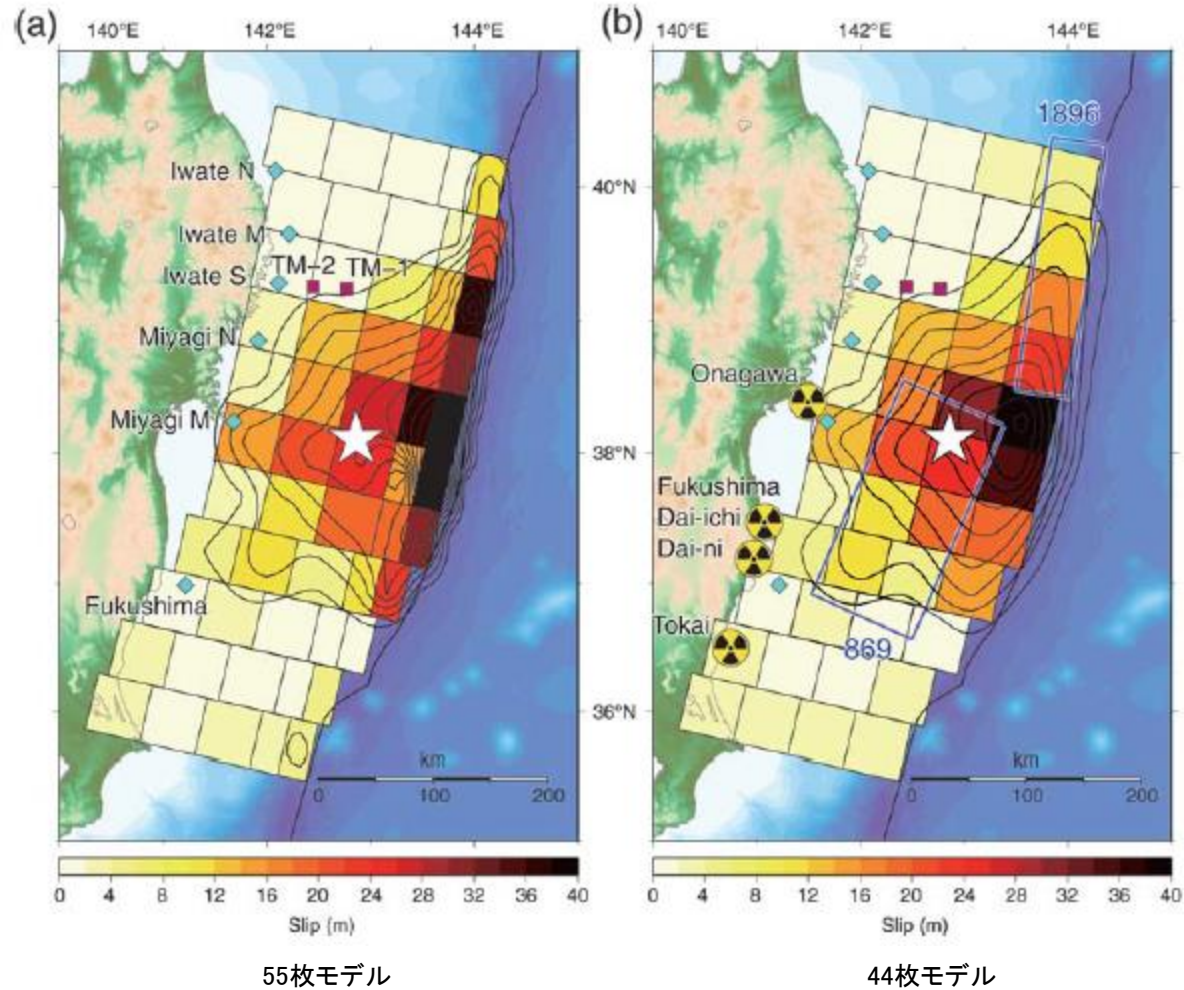 (a)
140°E 142°E 144°E
Iwate N
Iwate M
Iwate S
TM-2 TM-1
Miyagi N
Miyagi M
Fukushima
40°N
38°N
36°N
km
0 100 200
0 4 8 12 16 20 24 28 32 36 40
Slip (m)
55枚モデル
(b)
140°E 142°E 144°E
1896
Onagawa
Fukushima
Dai-ichi
Dai-ni
Tokai
869
km
0 100 200
0 4 8 12 16 20 24 28 32 36 40
Slip (m)
44枚モデル